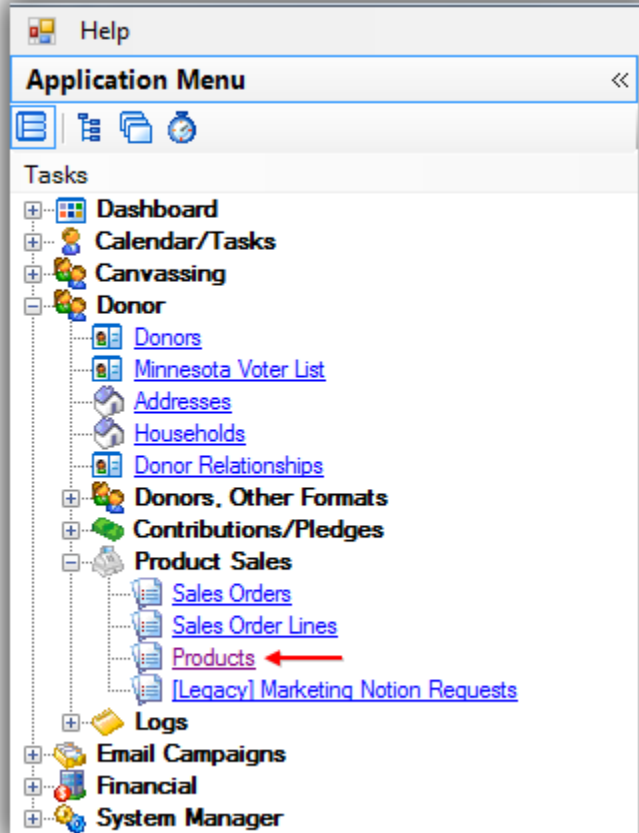 Help
Application Menu
Tasks
Dashboard
Calendar/Tasks
Canvassing
Donor
Donors
Minnesota Voter List
Addresses
Households
Donor Relationships
Donors, Other Formats
Contributions/Pledges
Product Sales
Sales Orders
Sales Order Lines
Products
[Legacy] Marketing Notion Requests
Logs
Email Campaigns
Financial
System Manager